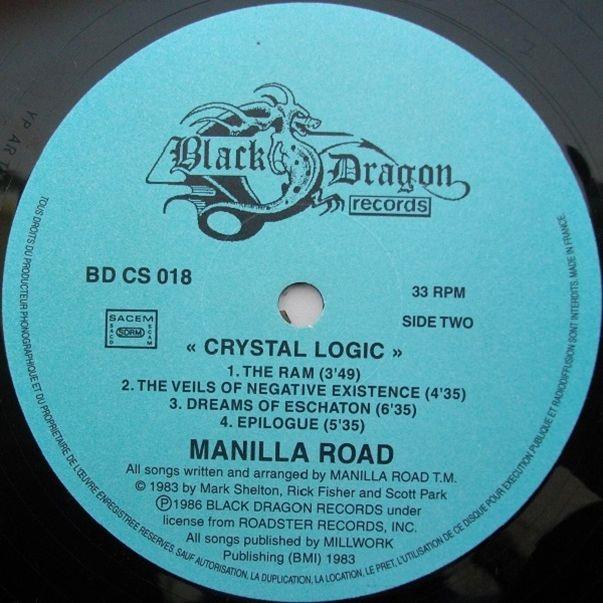 Black Dragon
records
BD CS 018
33 RPM
SIDE TWO
SACEM
SACD
SDRM
SCAM
« CRYSTAL LOGIC »
1. THE RAM (3'49)
2. THE VEILS OF NEGATIVE EXISTENCE (4'35)
3. DREAMS OF ESCHATON (6'35)
4. EPILOGUE (5'35)
MANILLA ROAD
All songs written and arranged by MANILLA ROAD T.M.
© 1983 by Mark Shelton, Rick Fisher and Scott Park
Ⓟ 1986 BLACK DRAGON RECORDS under
license from ROADSTER RECORDS, INC.
All songs published by MILLWORK
Publishing (BMI) 1983
TOUS DROITS DU PRODUCTEUR PHONOGRAPHIQUE ET DU PROPRIETAIRE DE L'ŒUVRE ENREGISTREE RESERVES. SAUF AUTORISATION, LA DUPLICATION, LA LOCATION, LE PRET, L'UTILISATION DE CE DISQUE POUR EXECUTION PUBLIQUE ET RADIODIFFUSION SONT INTERDITS. MADE IN FRANCE